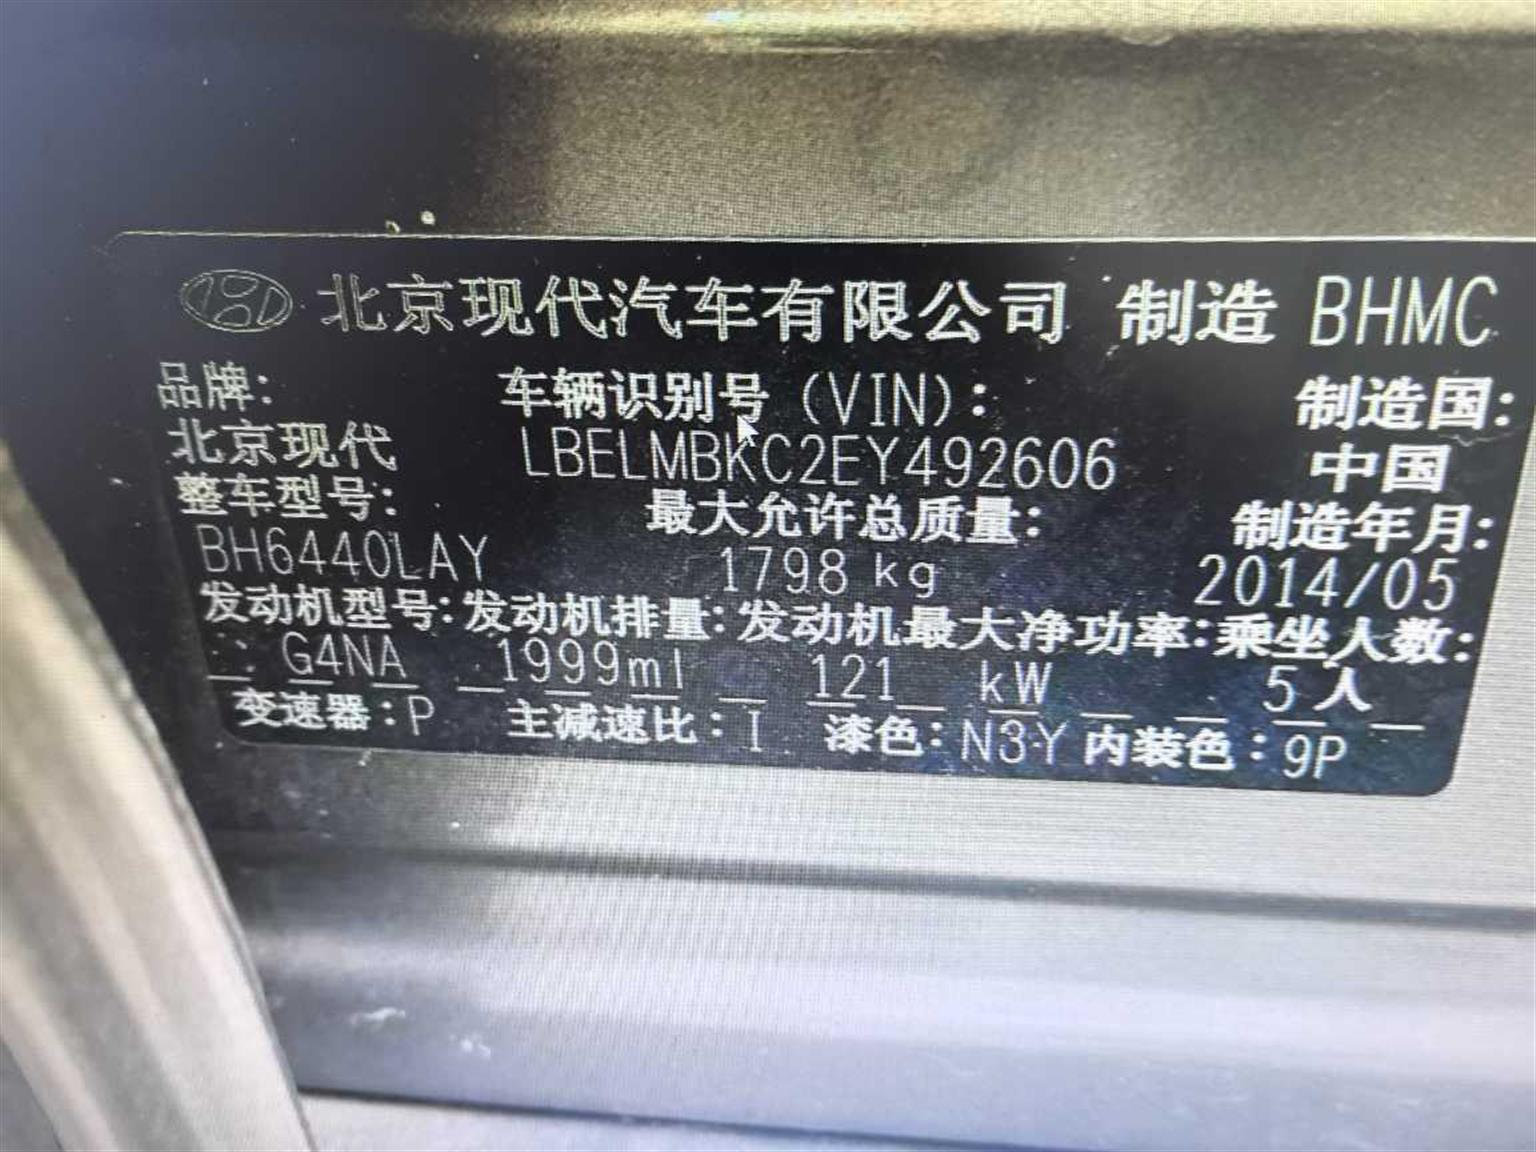 北京现代汽车有限公司 制造 BHMC
品牌: 车辆识别号 (VIN): 制造国:
北京现代 LBELMBKC2EY492606 中国
整车型号: 最大允许总质量: 制造年月:
BH6440LAY 1798 kg 2014/05
发动机型号: 发动机排量: 发动机最大净功率: 乘坐人数:
G4NA 1999ml 121 kW 5 人
变速器: P 主减速比: I 漆色: N3Y 内装色: 9P